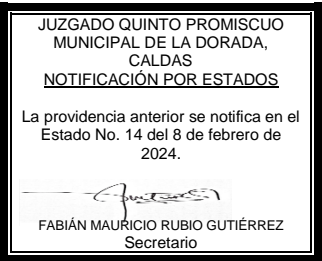 JUZGADO QUINTO PROMISCUO
MUNICIPAL DE LA DORADA,
CALDAS
NOTIFICACIÓN POR ESTADOS
La providencia anterior se notifica en el
Estado No. 14 del 8 de febrero de
2024.
FABIÁN MAURICIO RUBIO GUTIÉRREZ
Secretario